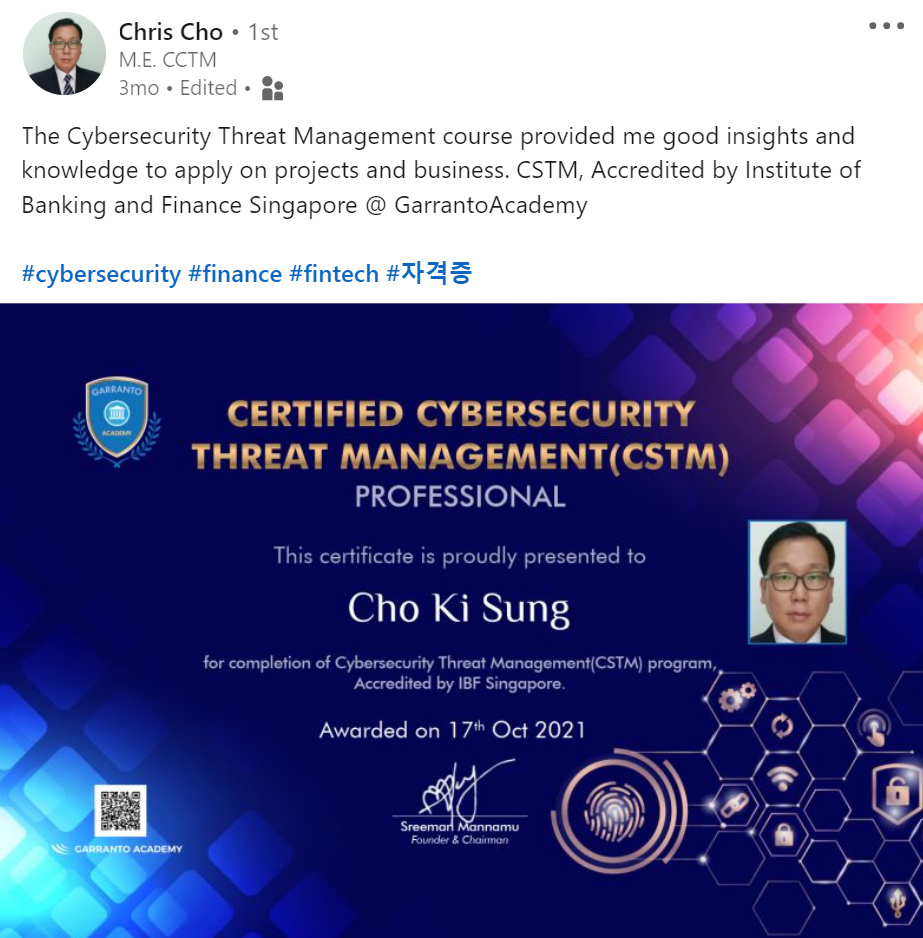 Chris Cho • 1st
M.E. CCTM
3mo • Edited •
The Cybersecurity Threat Management course provided me good insights and
knowledge to apply on projects and business. CSTM, Accredited by Institute of
Banking and Finance Singapore @ GarrantoAcademy
#cybersecurity #finance #fintech #자격증
GARRANTO
ACADEMY
CERTIFIED CYBERSECURITY
THREAT MANAGEMENT(CSTM)
PROFESSIONAL
This certificate is proudly presented to
Cho Ki Sung
for completion of Cybersecurity Threat Management(CSTM) program,
Accredited by IBF Singapore.
Awarded on 17th Oct 2021
Sreeman Mannamu
Founder & Chairman
GARRANTO ACADEMY